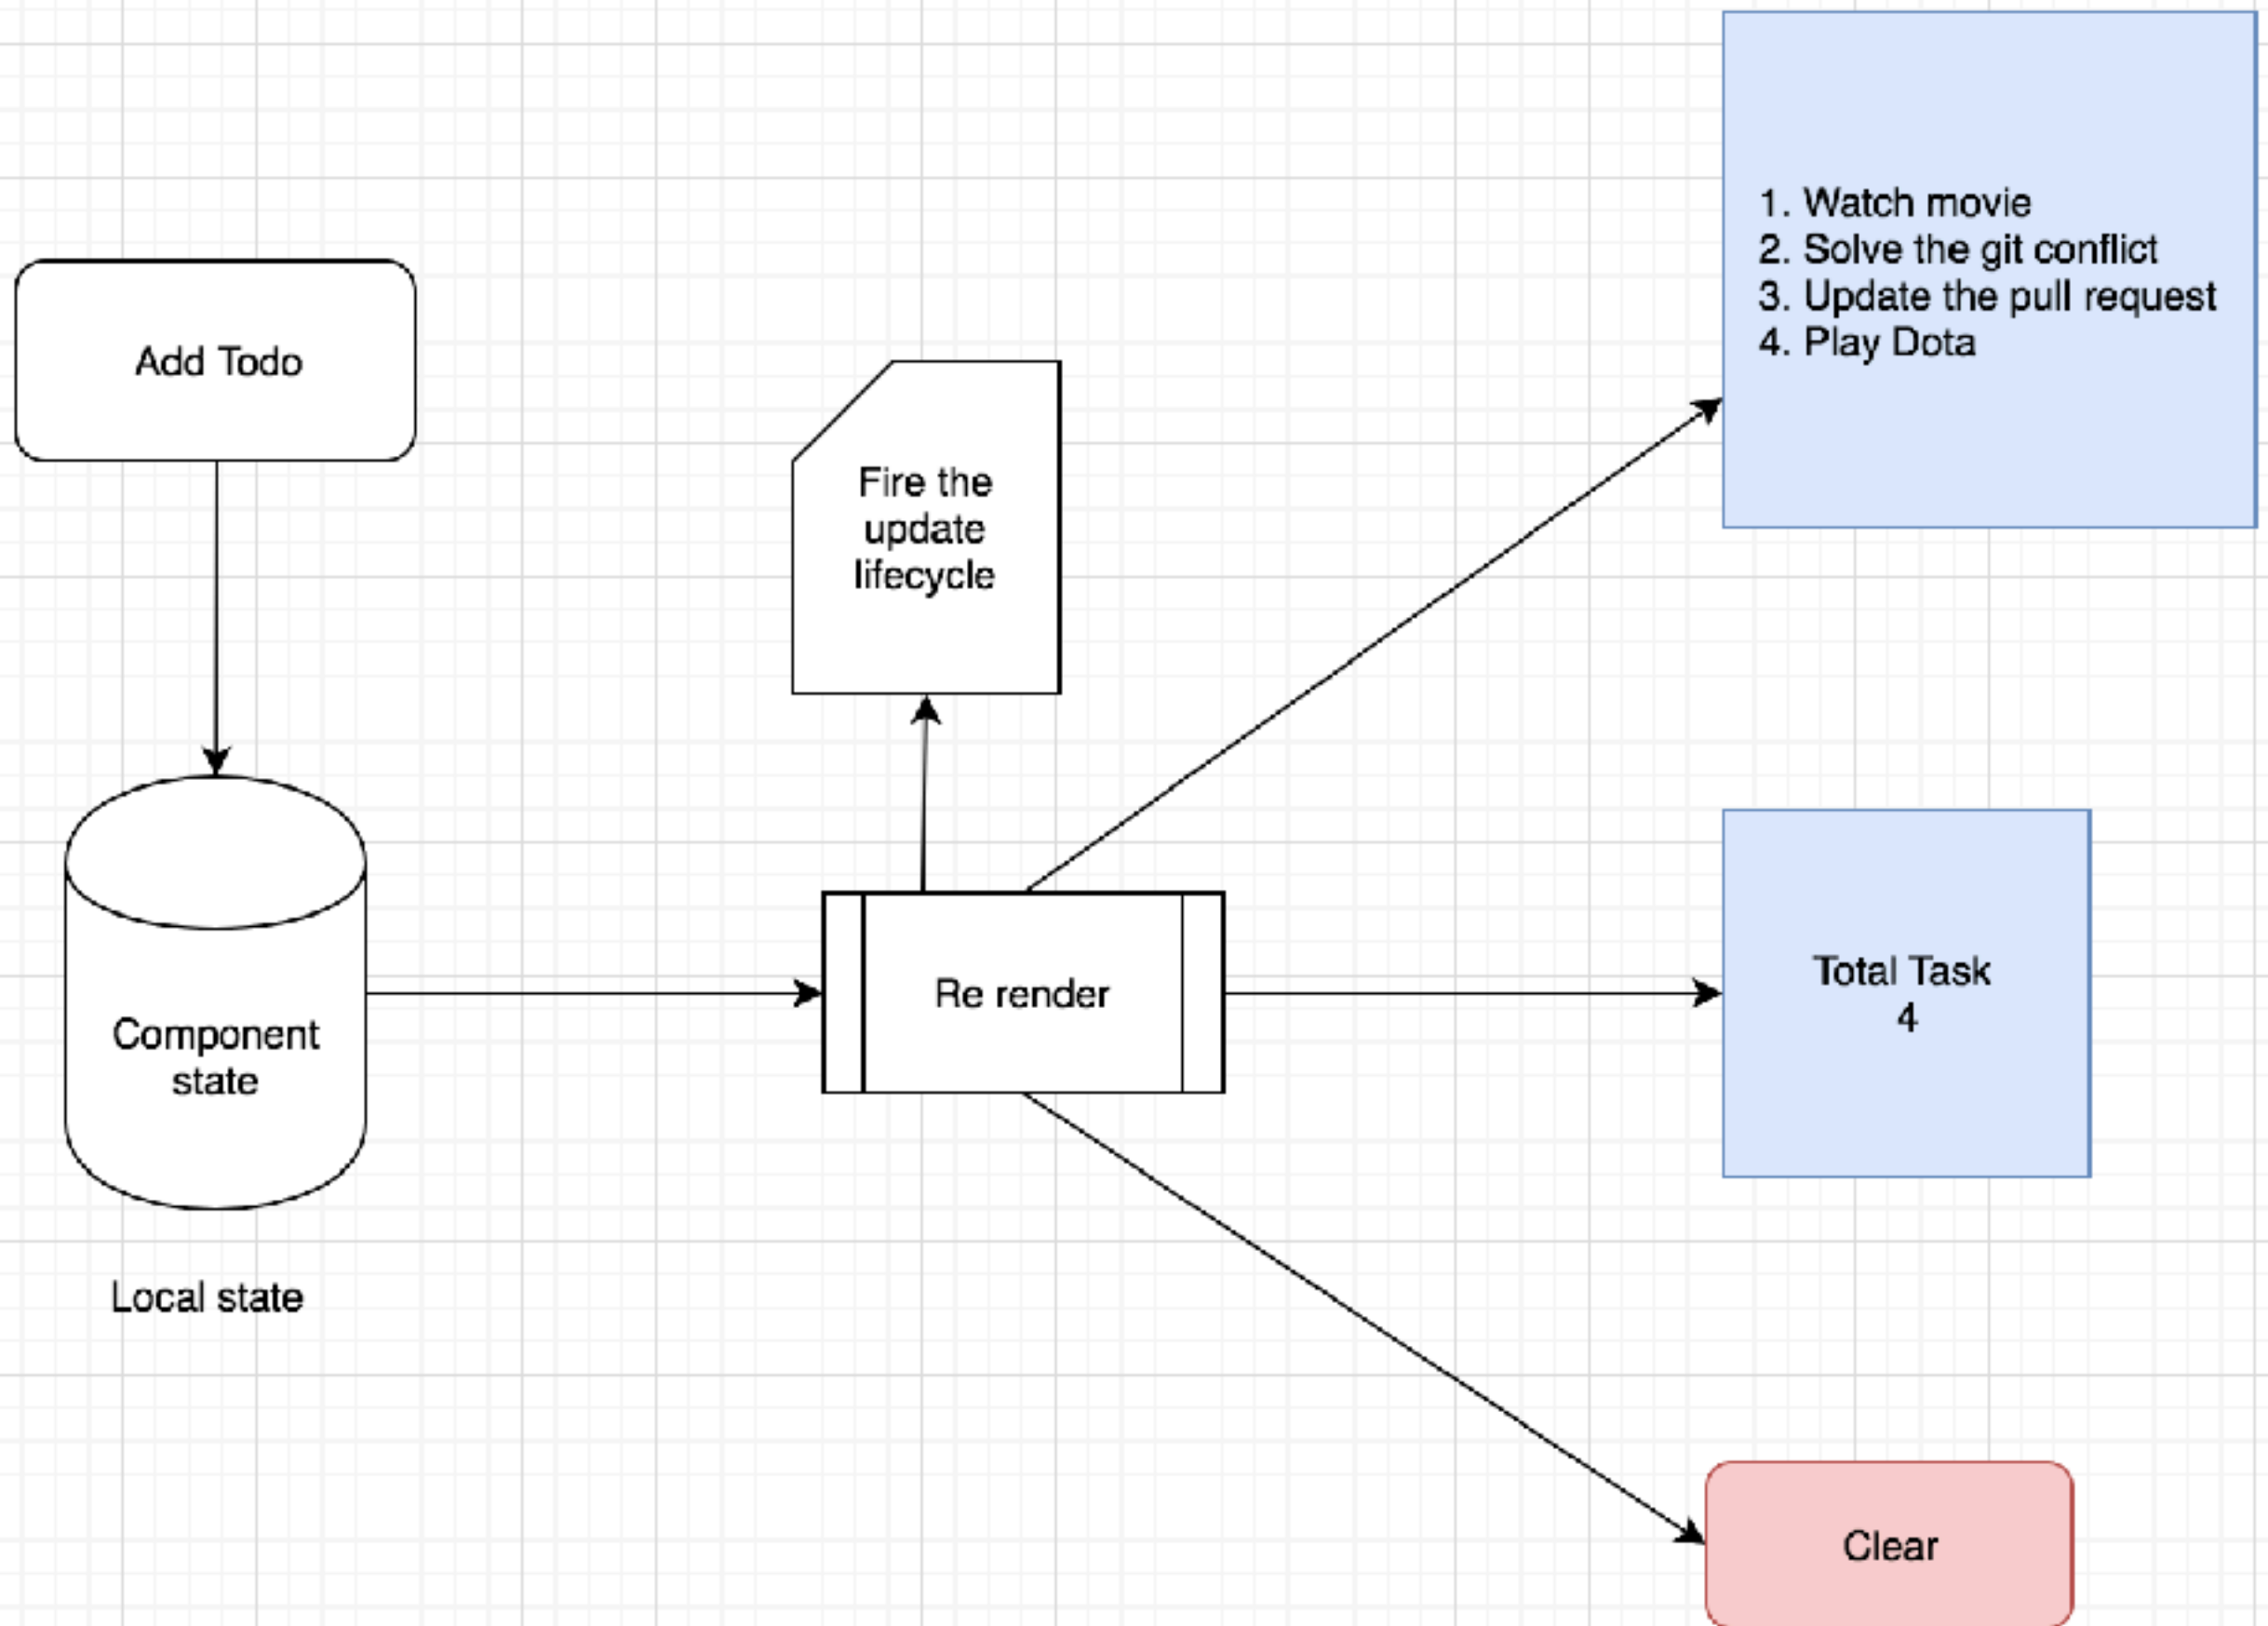 1. Watch movie
2. Solve the git conflict
3. Update the pull request
4. Play Dota
Add Todo
Fire the
update
lifecycle
Component
state
Re render
Total Task
4
Local state
Clear